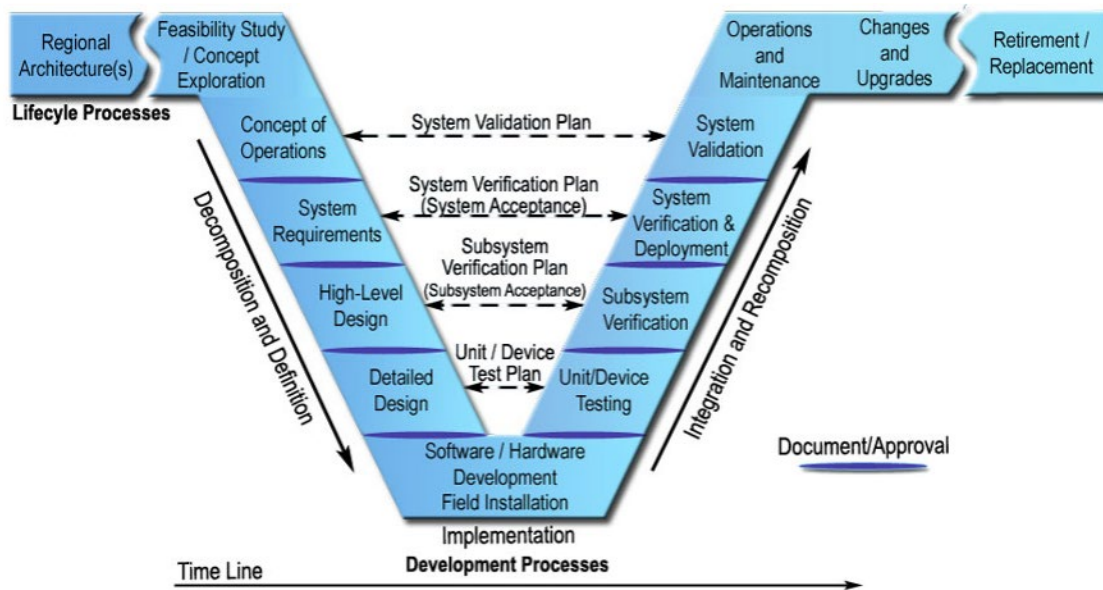 Regional
Architecture(s)
Feasibility Study
/ Concept
Exploration
Operations
and
Maintenance
Changes
and
Upgrades
Retirement /
Replacement
Lifecyle Processes
Concept of
Operations
System Validation Plan
System
Validation
System
Requirements
System Verification Plan
(System Acceptance)
System
Verification &
Deployment
High-Level
Design
Subsystem
Verification Plan
(Subsystem Acceptance)
Subsystem
Verification
Detailed
Design
Unit / Device
Test Plan
Unit/Device
Testing
Decomposition and Definition
Integration and Recomposition
Software / Hardware
Development
Field Installation
Document/Approval
Implementation
Development Processes
Time Line